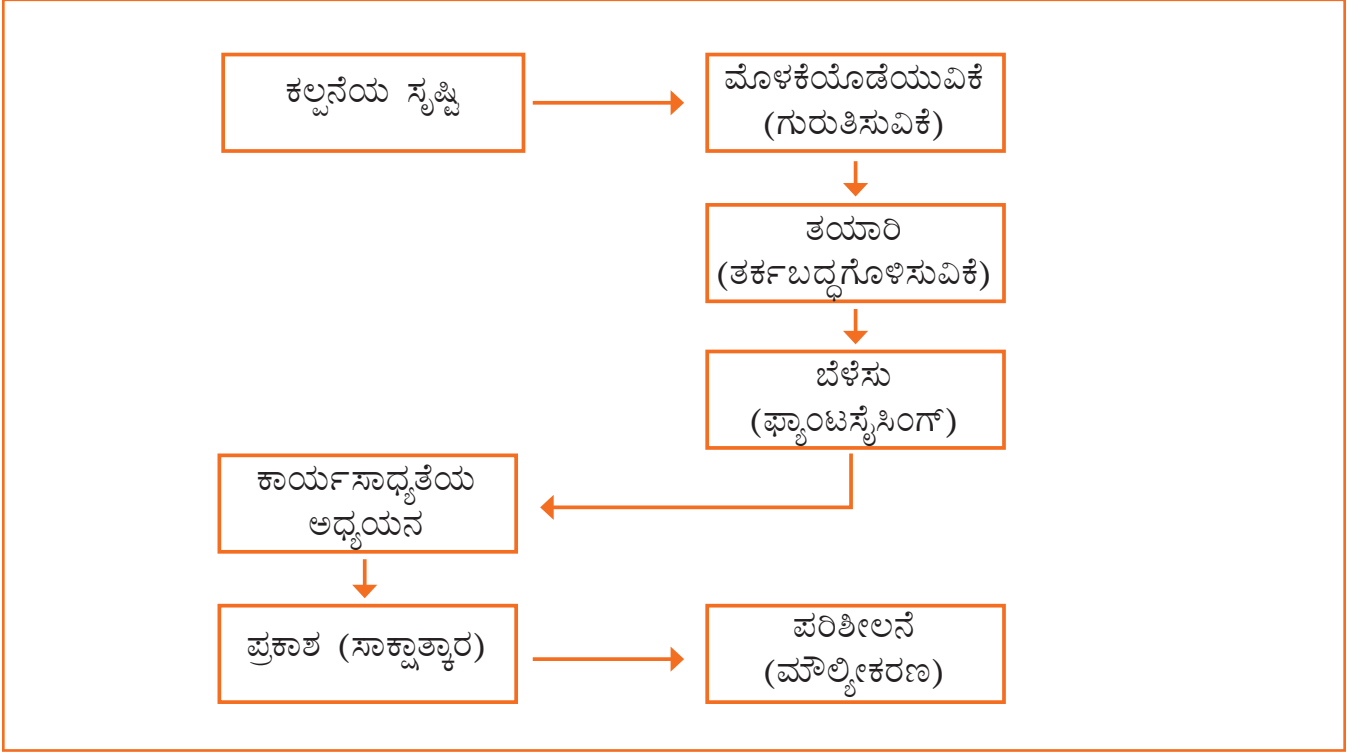 ಕಲ್ಪನೆಯ ಸೃಷ್ಟಿ
ಮೊಳಕೆಯೊಡೆಯುವಿಕೆ
(ಗುರುತಿಸುವಿಕೆ)
ತಯಾರಿ
(ತರ್ಕಬದ್ಧಗೊಳಿಸುವಿಕೆ)
ಬೆಳೆಸು
(ಫ್ಯಾಂಟಸೈಸಿಂಗ್)
ಕಾರ್ಯಸಾಧ್ಯತೆಯ
ಅಧ್ಯಯನ
ಪ್ರಕಾಶ (ಸಾಕ್ಷಾತ್ಕಾರ)
ಪರಿಶೀಲನೆ
(ಮೌಲ್ಯೀಕರಣ)